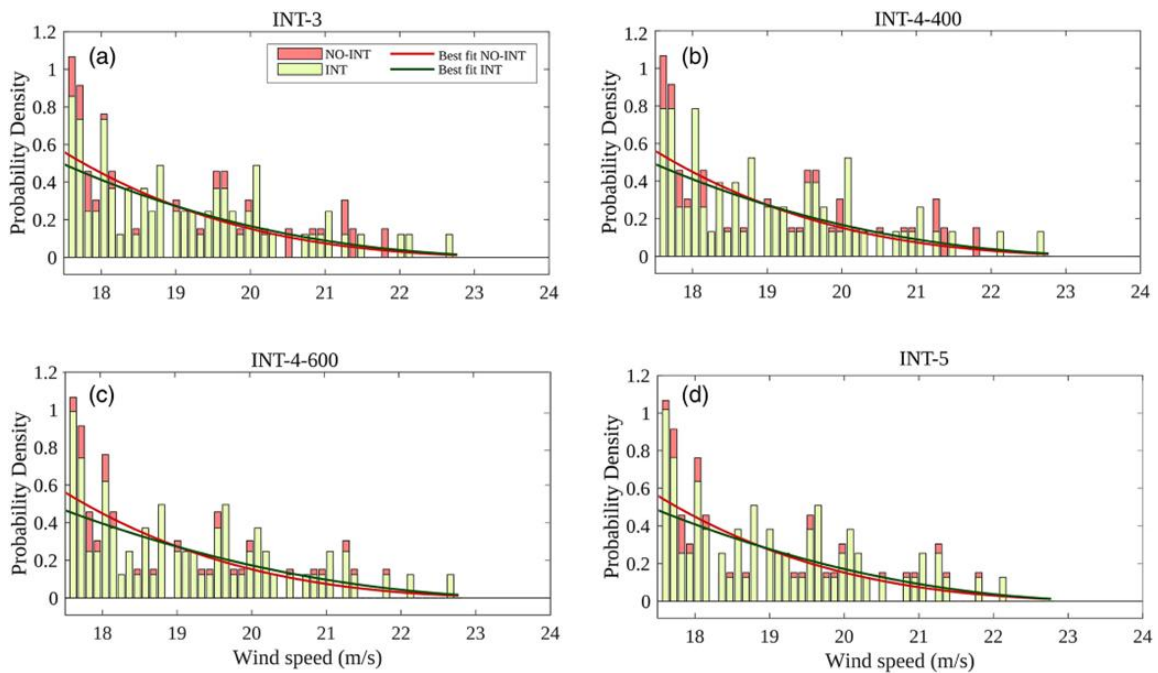 INT-3
(a)
NO-INT
INT
Best fit NO-INT
Best fit INT
Probability Density
1.2
1
0.8
0.6
0.4
0.2
0
18 19 20 21 22 23 24
INT-4-400
(b)
Probability Density
1.2
1
0.8
0.6
0.4
0.2
0
18 19 20 21 22 23 24
INT-4-600
(c)
Probability Density
1.2
1
0.8
0.6
0.4
0.2
0
18 19 20 21 22 23 24
Wind speed (m/s)
INT-5
(d)
Probability Density
1.2
1
0.8
0.6
0.4
0.2
0
18 19 20 21 22 23 24
Wind speed (m/s)